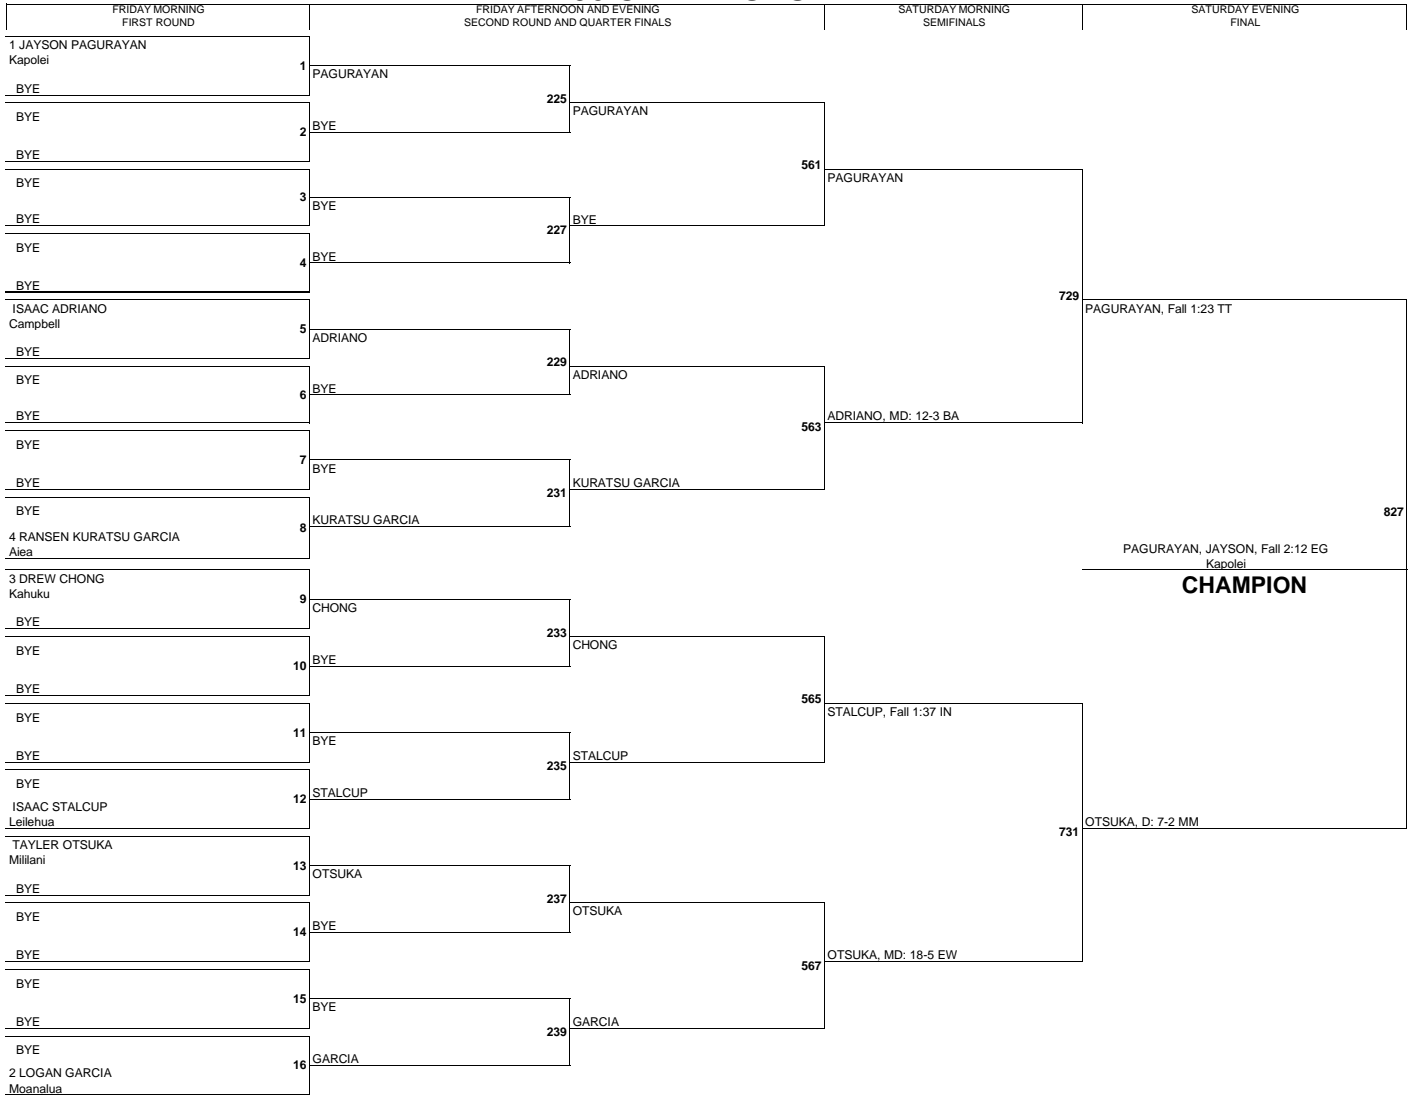 FRIDAY MORNING
FIRST ROUND
FRIDAY AFTERNOON AND EVENING
SECOND ROUND AND QUARTER FINALS
SATURDAY MORNING
SEMIFINALS
SATURDAY EVENING
FINAL
1 JAYSON PAGURAYAN
Kapolei
1
BYE
BYE
2
BYE
BYE
3
BYE
BYE
4
BYE
ISAAC ADRIANO
Campbell
5
BYE
BYE
6
BYE
BYE
7
BYE
BYE
8
4 RANSEN KURATSU GARCIA
Aiea
3 DREW CHONG
Kahuku
9
BYE
BYE
10
BYE
BYE
11
BYE
BYE
12
ISAAC STALCUP
Leilehua
TAYLER OTSUKA
Mililani
13
BYE
BYE
14
BYE
BYE
15
BYE
BYE
16
2 LOGAN GARCIA
Moanalua
PAGURAYAN
225
BYE
BYE
227
BYE
ADRIANO
229
BYE
BYE
231
KURATSU GARCIA
CHONG
233
BYE
BYE
235
STALCUP
OTSUKA
237
BYE
BYE
239
GARCIA
PAGURAYAN
561
BYE
ADRIANO
563
KURATSU GARCIA
CHONG
565
STALCUP
OTSUKA
567
GARCIA
PAGURAYAN
729
ADRIANO, MD: 12-3 BA
STALCUP, Fall 1:37 IN
731
OTSUKA, MD: 18-5 EW
PAGURAYAN, Fall 1:23 TT
827
PAGURAYAN, JAYSON, Fall 2:12 EG
Kapolei
CHAMPION
OTSUKA, D: 7-2 MM